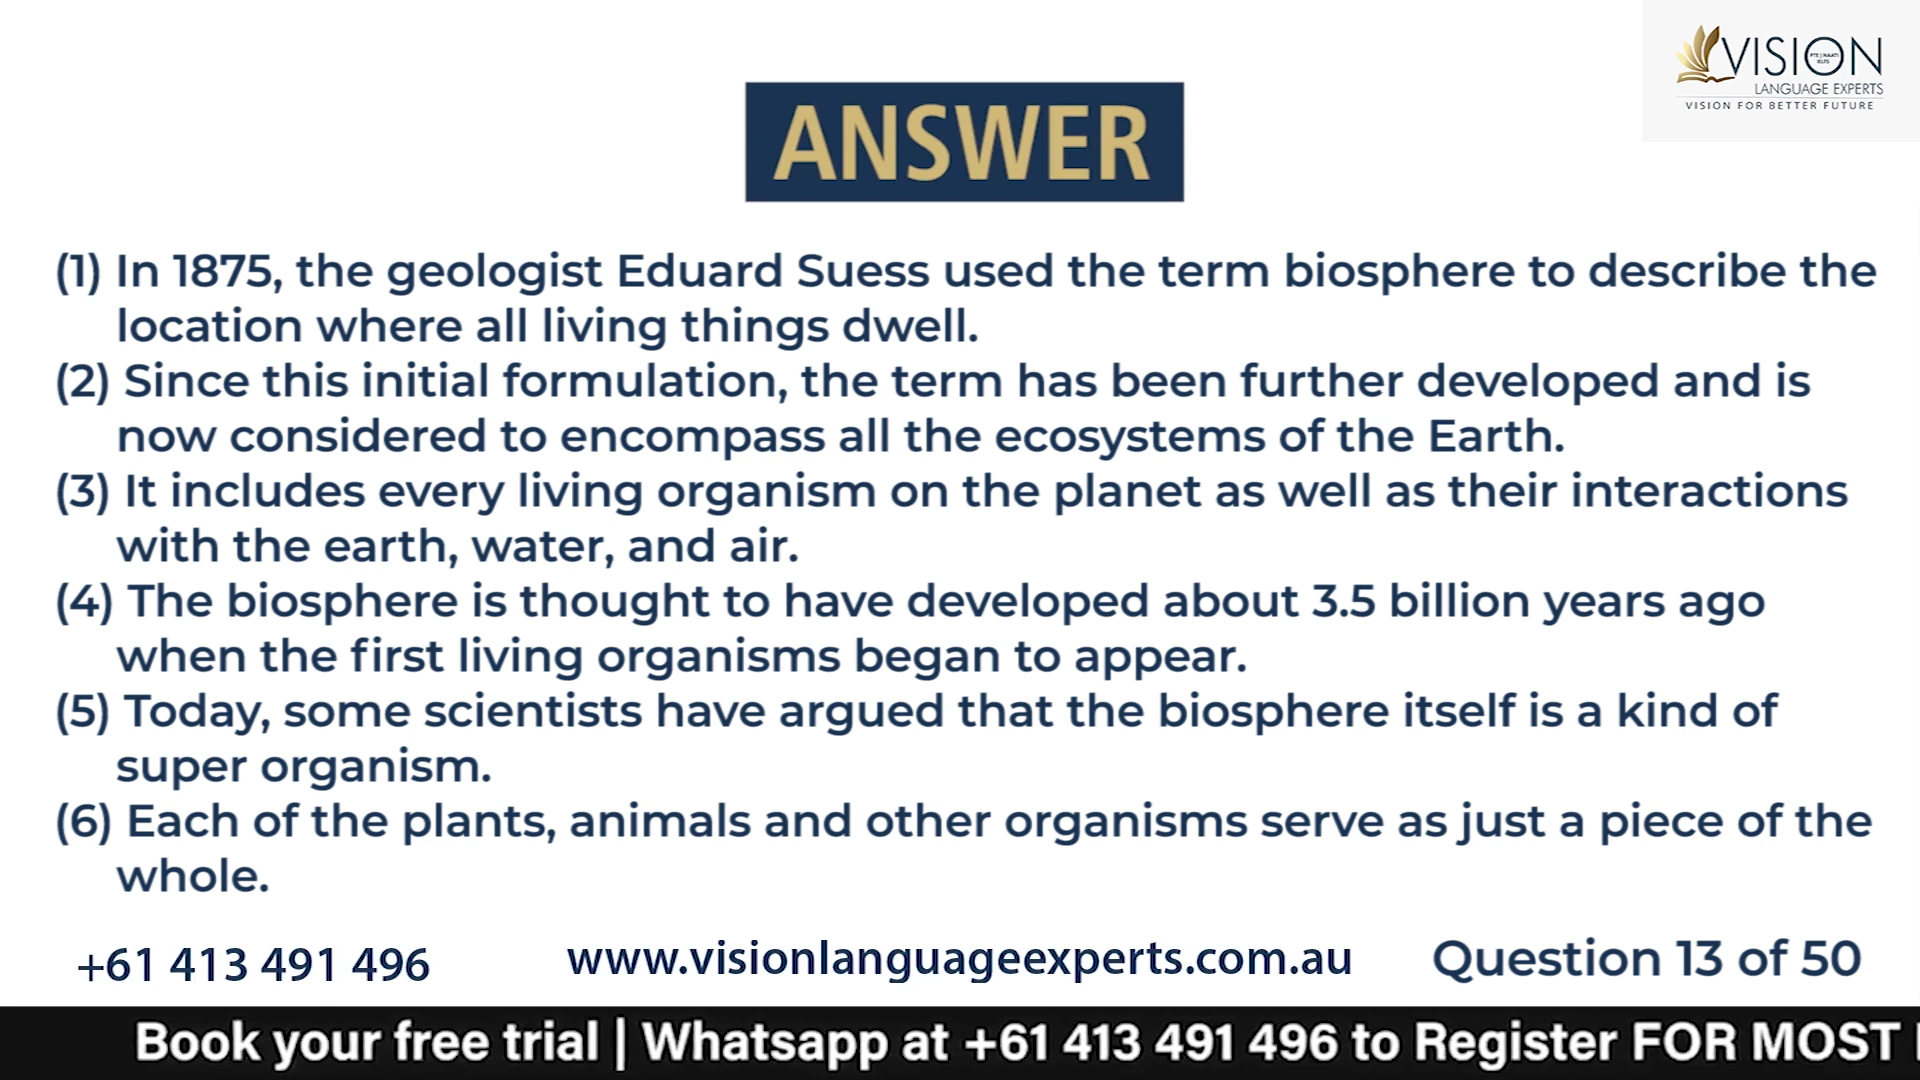 VISION
LANGUAGE EXPERTS
VISION FOR BETTER FUTURE
ANSWER
(1) In 1875, the geologist Eduard Suess used the term biosphere to describe the
location where all living things dwell.
(2) Since this initial formulation, the term has been further developed and is
now considered to encompass all the ecosystems of the Earth.
(3) It includes every living organism on the planet as well as their interactions
with the earth, water, and air.
(4) The biosphere is thought to have developed about 3.5 billion years ago
when the first living organisms began to appear.
(5) Today, some scientists have argued that the biosphere itself is a kind of
super organism.
(6) Each of the plants, animals and other organisms serve as just a piece of the
whole.
+61 413 491 496 www.visionlanguageexperts.com.au Question 13 of 50
Book your free trial | Whatsapp at +61 413 491 496 to Register FOR MOST